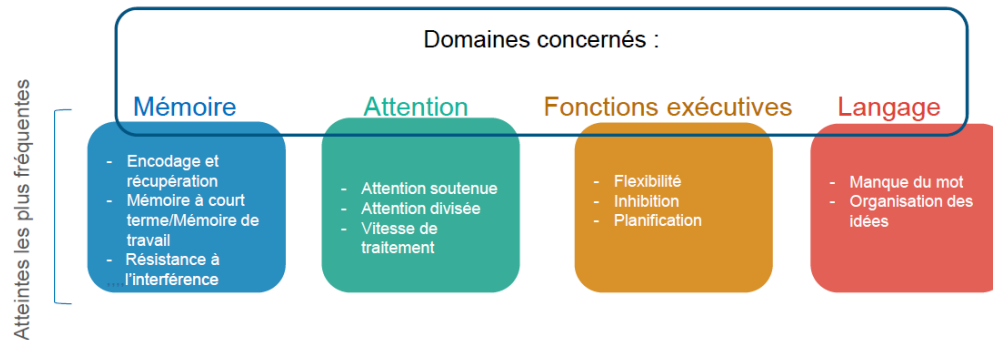 Domaines concernés :
Atteintes les plus fréquentes
Mémoire
- Encodage et
récupération
- Mémoire à court
terme/Mémoire de
travail
- Résistance à
....l'interférence
Attention
- Attention soutenue
- Attention divisée
- Vitesse de
traitement
Fonctions exécutives
- Flexibilité
- Inhibition
- Planification
Langage
- Manque du mot
- Organisation des
idées